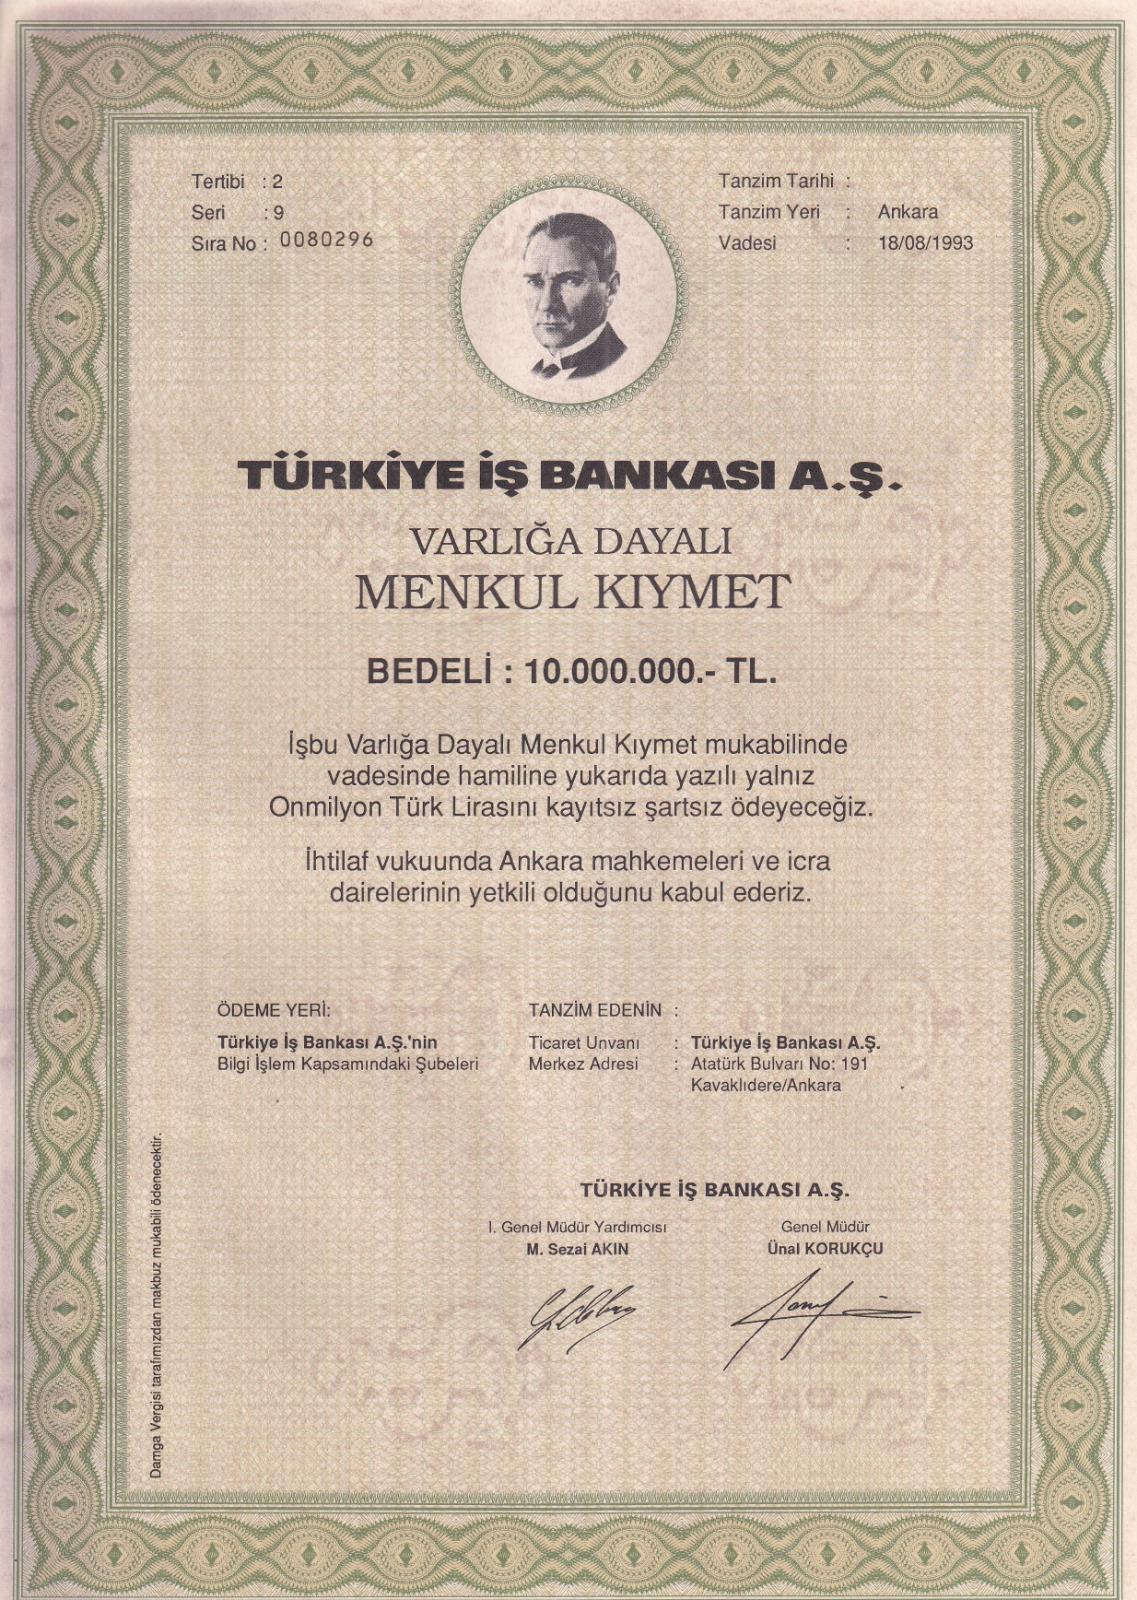 Tertibi : 2
Seri : 9
Sıra No : 0080296
Tanzim Tarihi :
Tanzim Yeri : Ankara
Vadesi : 18/08/1993
TÜRKİYE İŞ BANKASI A.Ş.
VARLIĞA DAYALI
MENKUL KIYMET
BEDELİ : 10.000.000.- TL.
İşbu Varlığa Dayalı Menkul Kıymet mukabilinde
vadesinde hamiline yukarıda yazılı yalnız
Onmilyon Türk Lirasını kayıtsız şartsız ödeyeceğiz.
İhtilaf vukuunda Ankara mahkemeleri ve icra
dairelerinin yetkili olduğunu kabul ederiz.
ÖDEME YERİ:
Türkiye İş Bankası A.Ş.'nin
Bilgi İşlem Kapsamındaki Şubeleri
TANZİM EDENİN :
Ticaret Unvanı : Türkiye İş Bankası A.Ş.
Merkez Adresi : Atatürk Bulvarı No: 191
Kavaklıdere/Ankara
TÜRKİYE İŞ BANKASI A.Ş.
I. Genel Müdür Yardımcısı
M. Sezai AKIN
Genel Müdür
Ünal KORUKÇU
Damga Vergisi tarafımızdan makbuz mukabili ödenecektir.